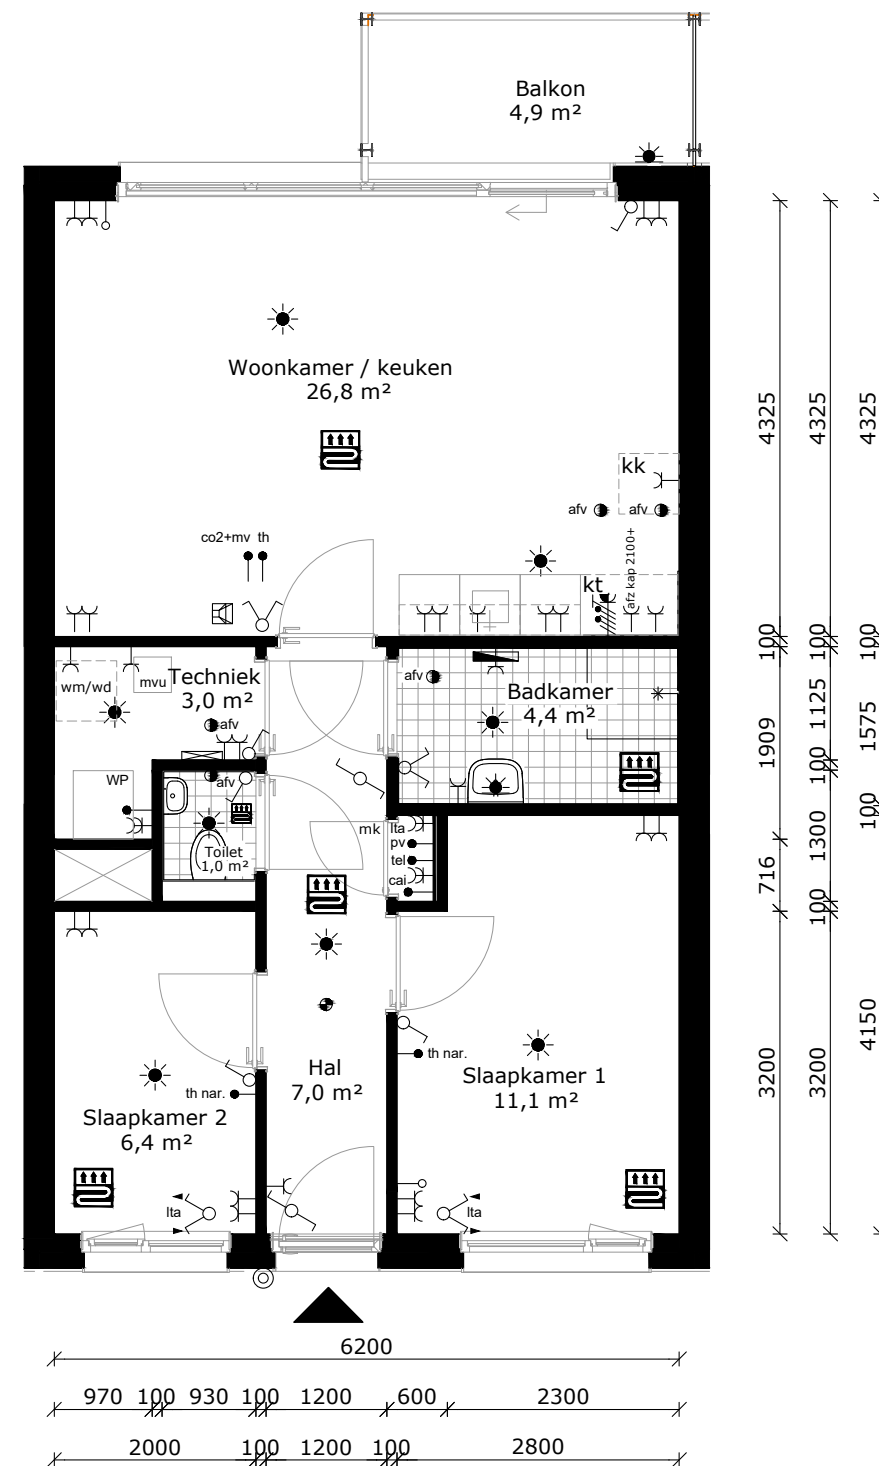 Balkon
4,9 m²
Woonkamer / keuken
26,8 m²
kk
afv
afv
afz kap 2100+
co2+mv th
kt
Techniek
3,0 m²
wm/wd
mvu
afv
WP
afv
Badkamer
4,4 m²
afv
Toilet
1,0 m²
mk
lta
pv
tel
cai
Hal
7,0 m²
th nar.
Slaapkamer 1
11,1 m²
lta
th nar.
Slaapkamer 2
6,4 m²
lta
4325
100
1909
716
3200
4325
100
1125
100
1300
100
3200
4325
100
1575
100
4150
6200
970 100 930 100 1200 600 2300
2000 100 1200 100 2800